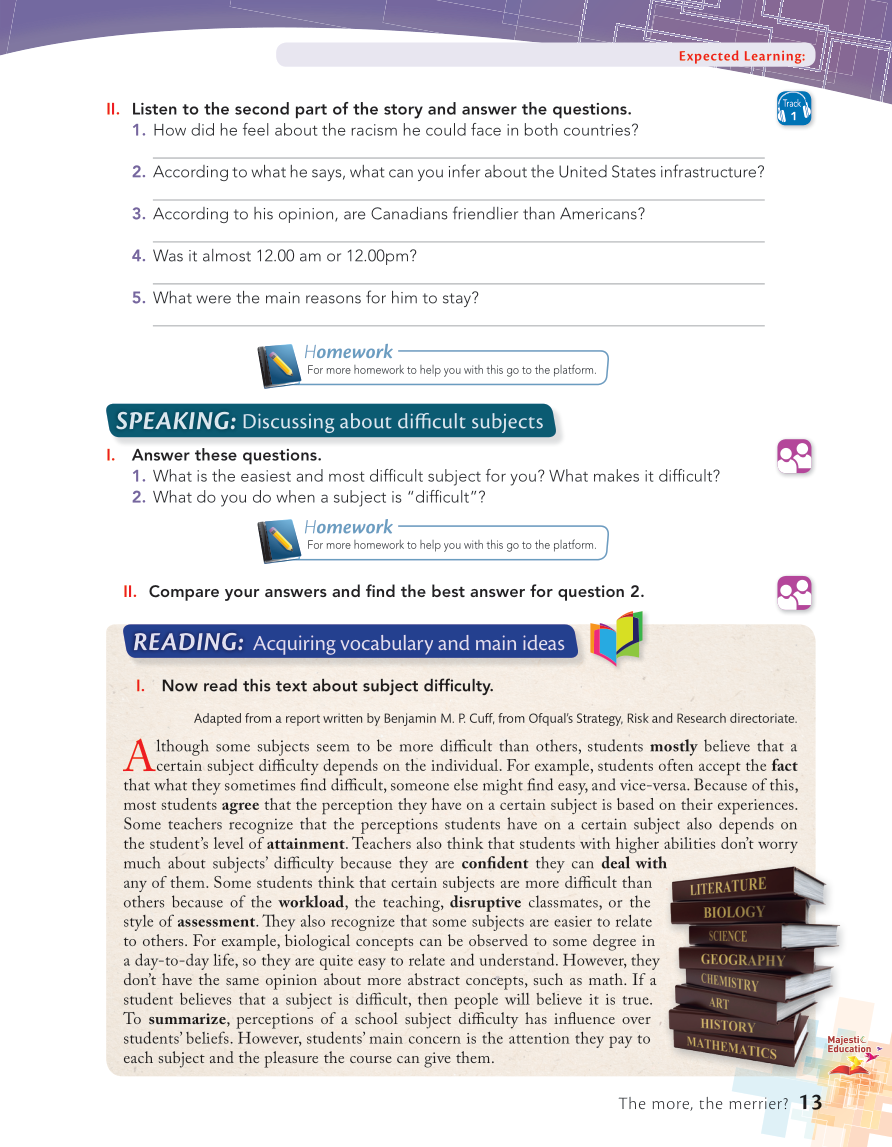 Expected Learning:
II. Listen to the second part of the story and answer the questions.
Track
1
1. How did he feel about the racism he could face in both countries?
2. According to what he says, what can you infer about the United States infrastructure?
3. According to his opinion, are Canadians friendlier than Americans?
4. Was it almost 12.00 am or 12.00pm?
5. What were the main reasons for him to stay?
Homework
For more homework to help you with this go to the platform.
SPEAKING: Discussing about difficult subjects
I. Answer these questions.
1. What is the easiest and most difficult subject for you? What makes it difficult?
2. What do you do when a subject is “difficult”?
Homework
For more homework to help you with this go to the platform.
II. Compare your answers and find the best answer for question 2.
READING: Acquiring vocabulary and main ideas
I. Now read this text about subject difficulty.
Adapted from a report written by Benjamin M. P. Cuff, from Ofqual’s Strategy, Risk and Research directoriate.
Although some subjects seem to be more difficult than others, students mostly believe that a
certain subject difficulty depends on the individual. For example, students often accept the fact
that what they sometimes find difficult, someone else might find easy, and vice-versa. Because of this,
most students agree that the perception they have on a certain subject is based on their experiences.
Some teachers recognize that the perceptions students have on a certain subject also depends on
the student’s level of attainment. Teachers also think that students with higher abilities don’t worry
much about subjects’ difficulty because they are confident they can deal with
any of them. Some students think that certain subjects are more difficult than
others because of the workload, the teaching, disruptive classmates, or the
style of assessment. They also recognize that some subjects are easier to relate
to others. For example, biological concepts can be observed to some degree in
a day-to-day life, so they are quite easy to relate and understand. However, they
don’t have the same opinion about more abstract concepts, such as math. If a
student believes that a subject is difficult, then people will believe it is true.
To summarize, perceptions of a school subject difficulty has influence over
students’ beliefs. However, students’ main concern is the attention they pay to
each subject and the pleasure the course can give them.
LITERATURE
BIOLOGY
SCIENCE
GEOGRAPHY
CHEMISTRY
ART
HISTORY
MATHEMATICS
Majestic
Education
The more, the merrier? 13